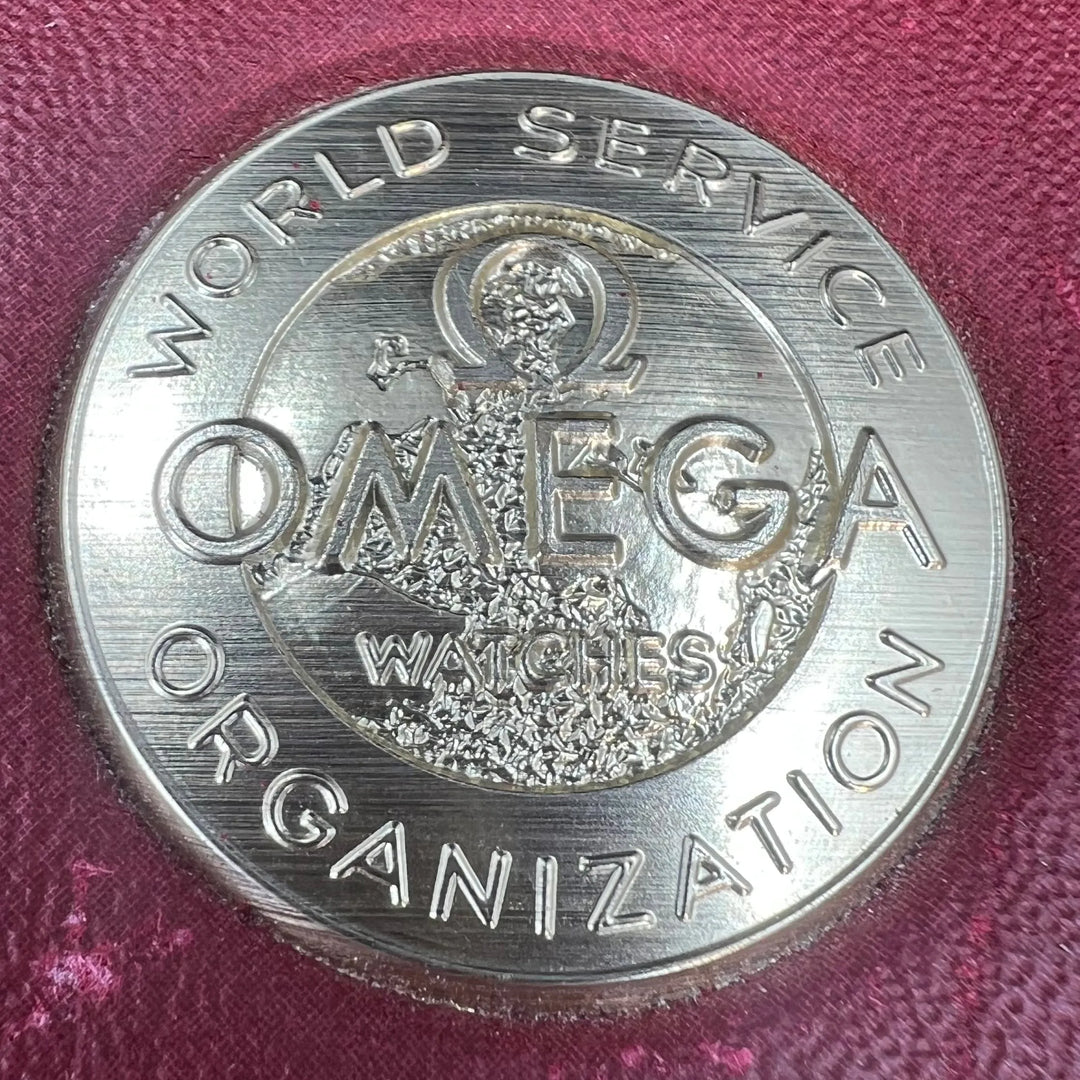 WORLD SERVICE
Ω
OMEGA
WATCHES
ORGANIZATION